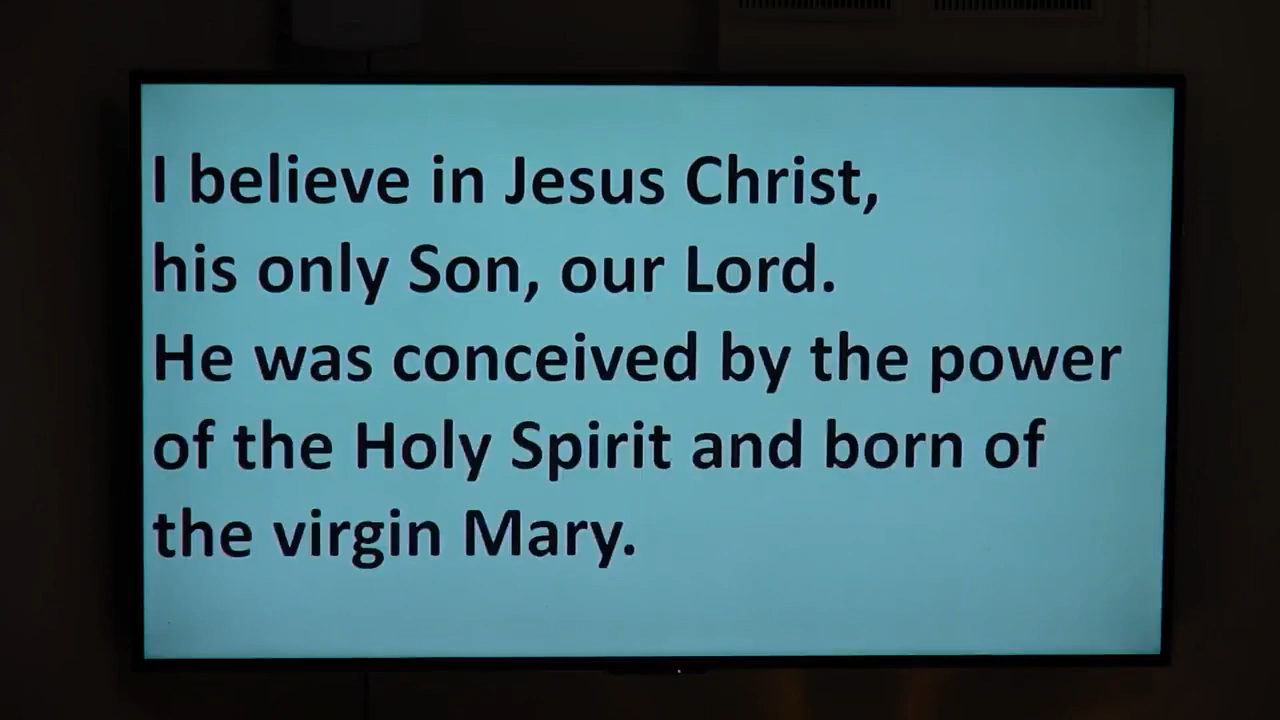 I believe in Jesus Christ,
his only Son, our Lord.
He was conceived by the power
of the Holy Spirit and born of
the virgin Mary.